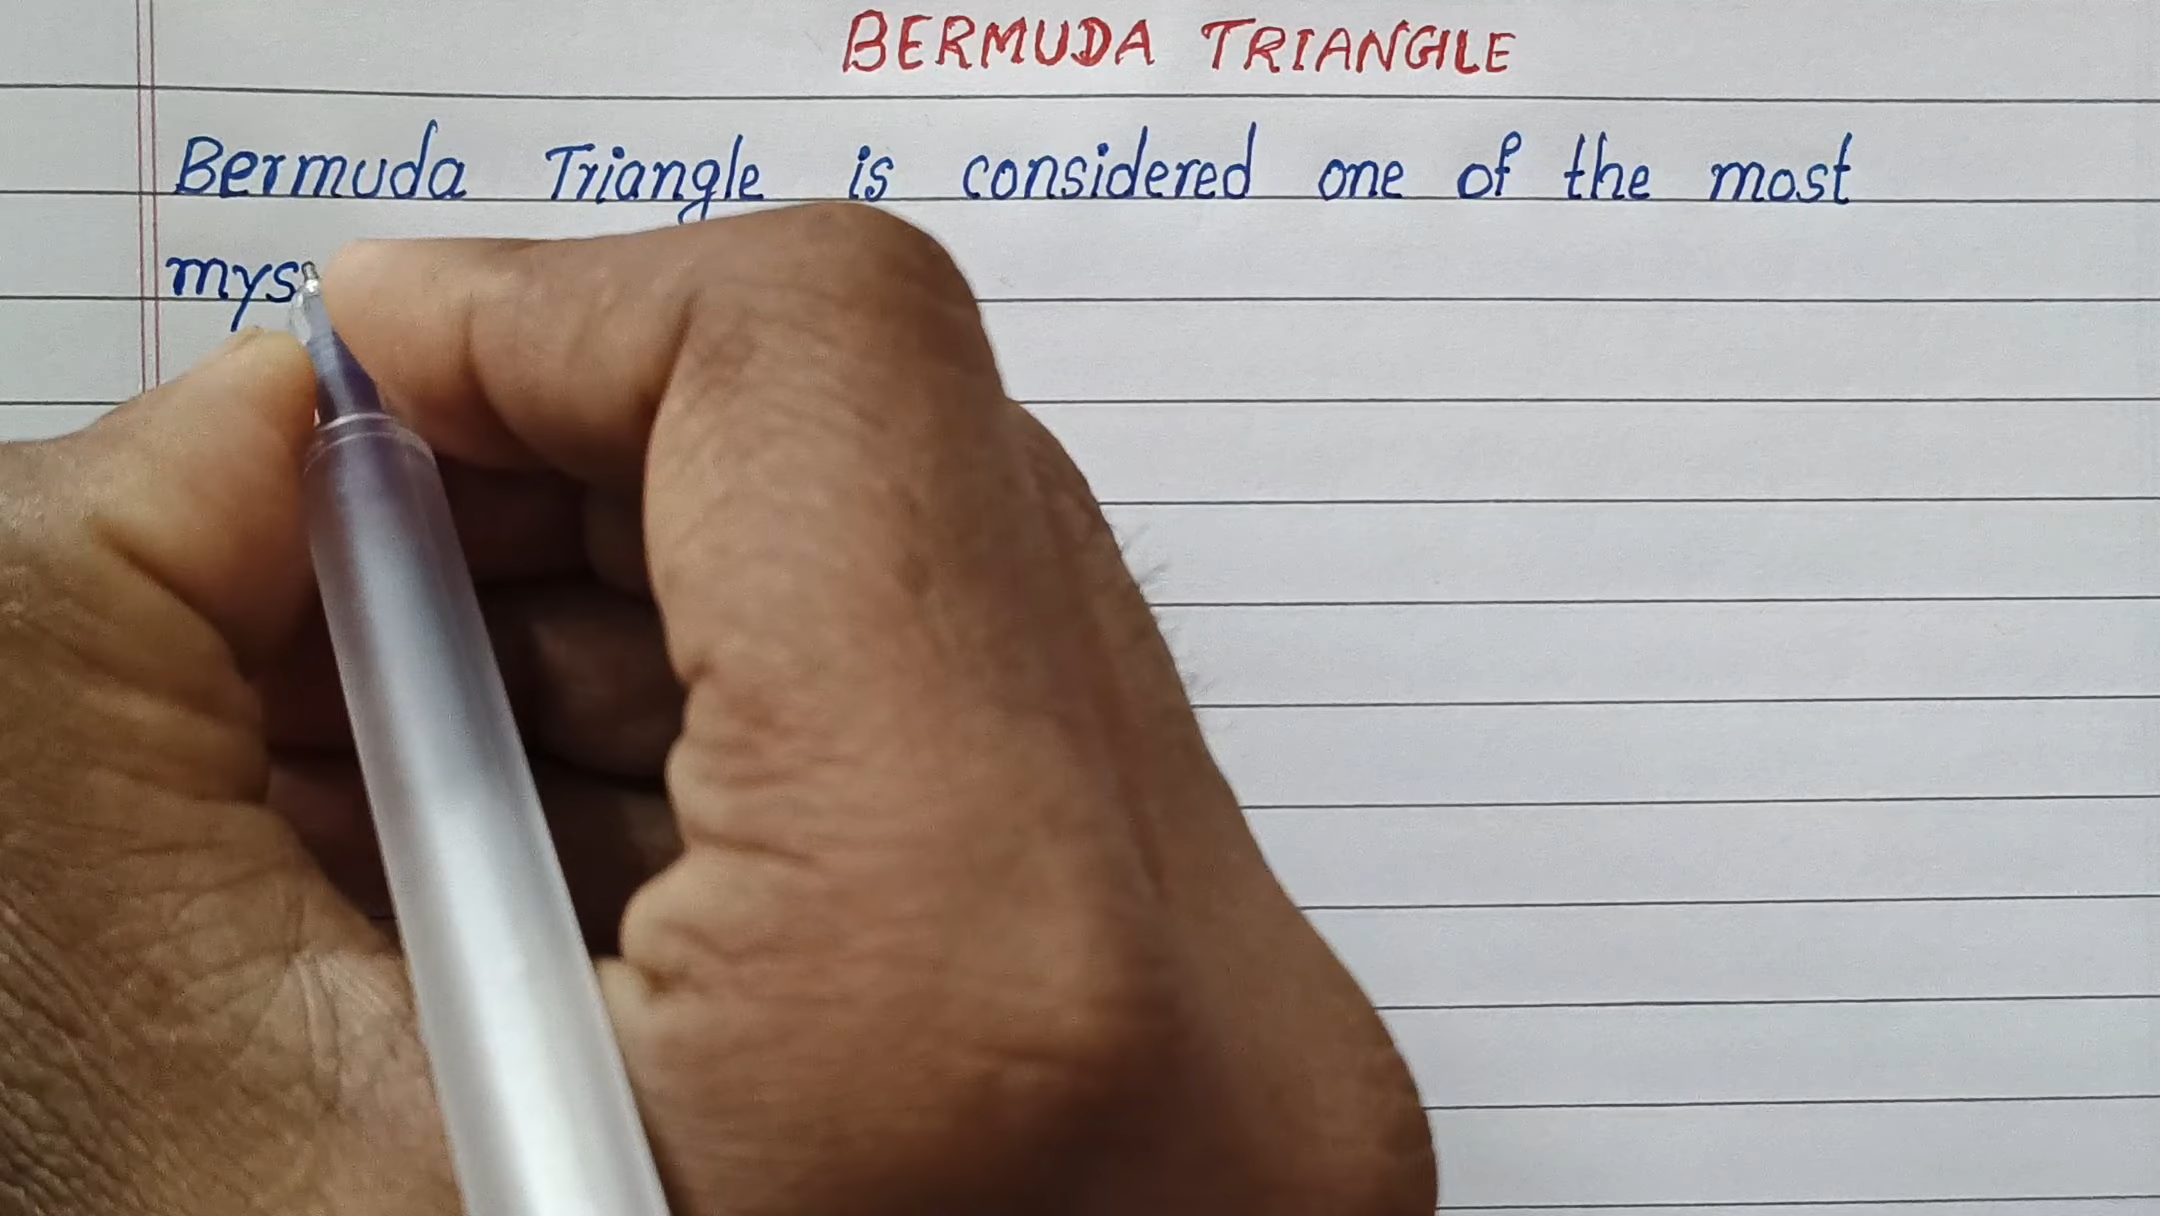 BERMUDA TRIANGLE
Bermuda Triangle is considered one of the most
mys